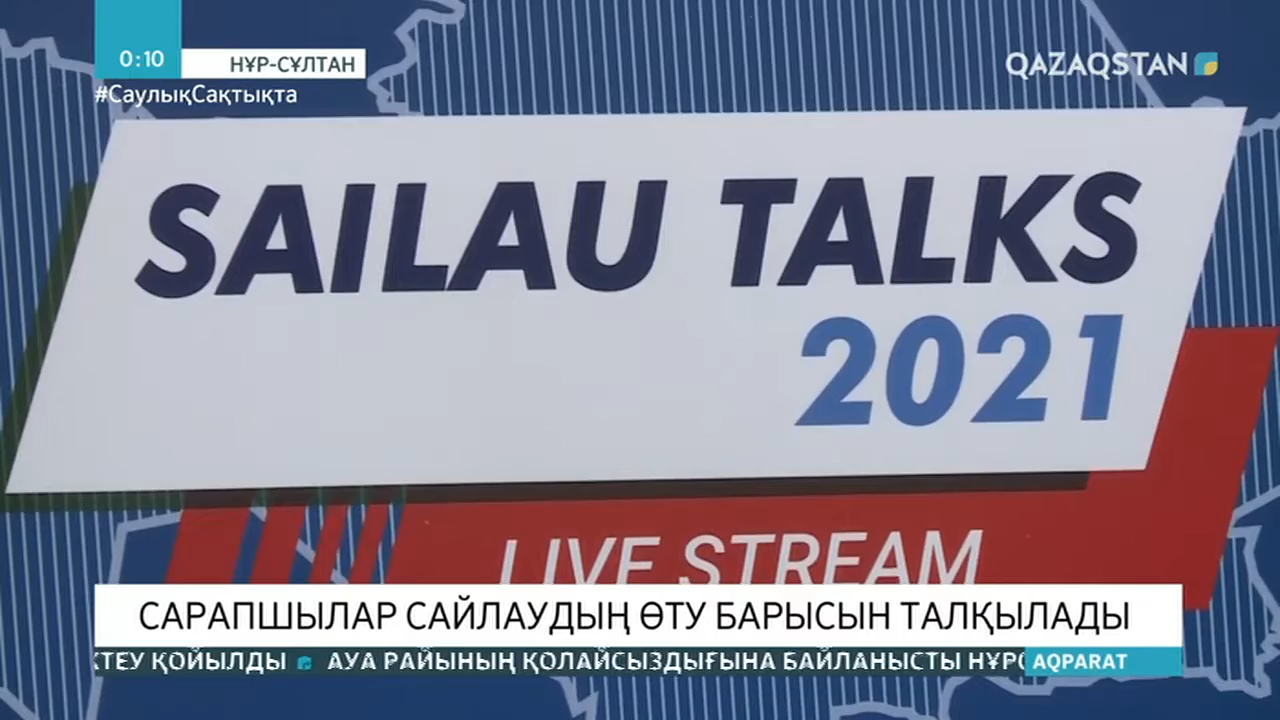 0:10
НҰР-СҰЛТАН
QAZAQSTAN
#СаулықСақтықта
SAILAU TALKS
2021
LIVE STREAM
САРАПШЫЛАР САЙЛАУДЫҢ ӨТУ БАРЫСЫН ТАЛҚЫЛАДЫ
ҚОЙЫЛДЫ АУА РАЙЫНЫҢ ҚОЛАЙСЫЗДЫҒЫНА БАЙЛАНЫСТЫ
AQPARAT